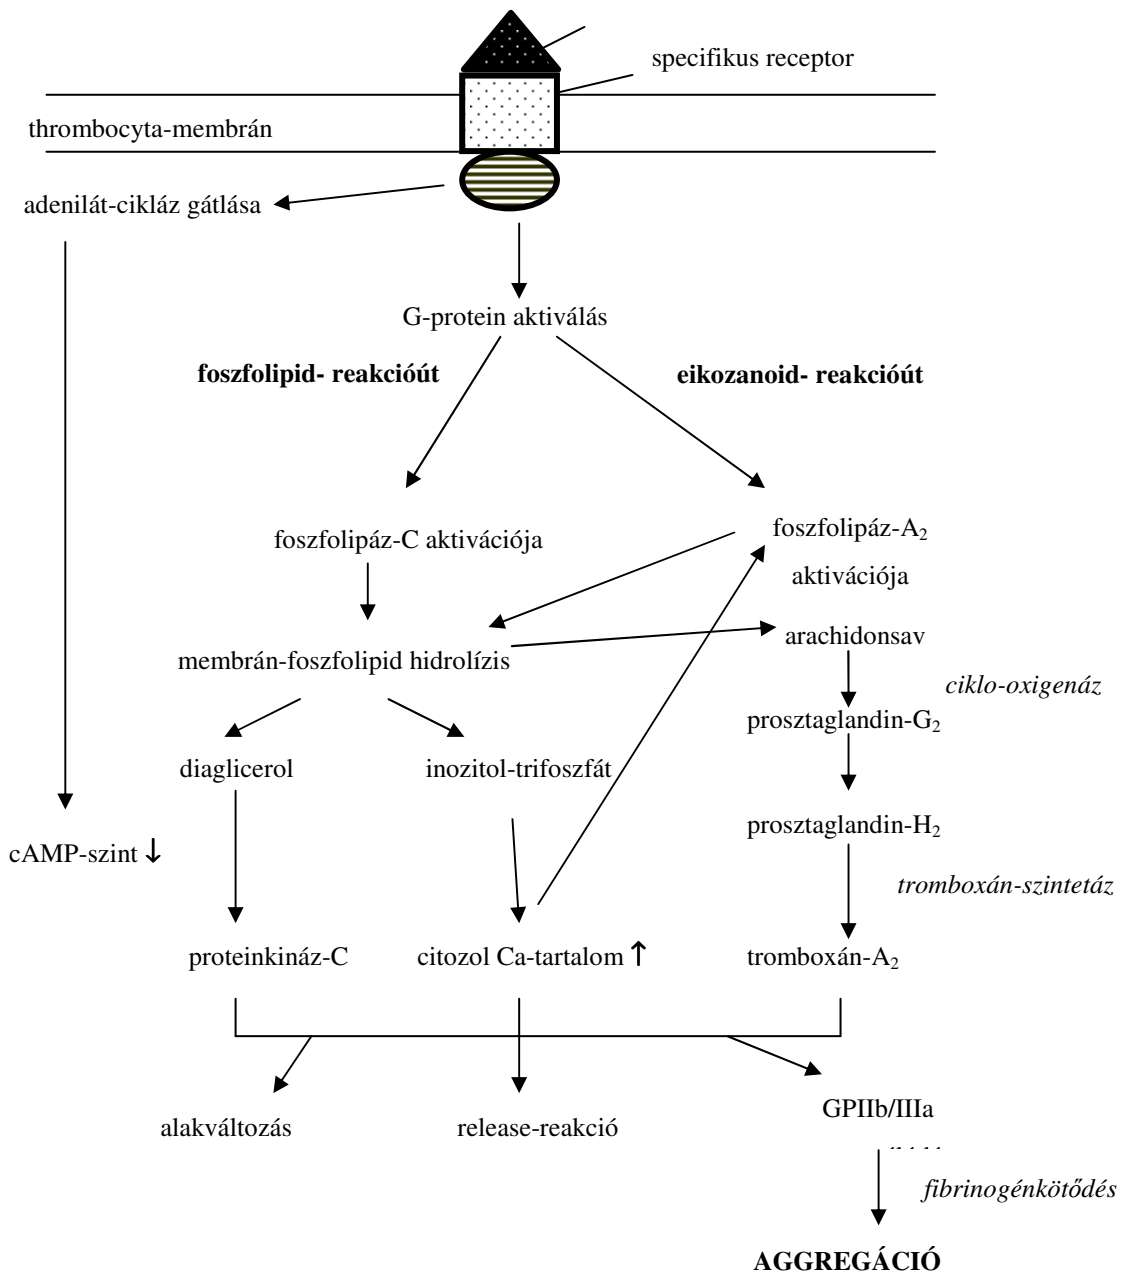 specifikus receptor
thrombocyta-membrán
adenilát-cikláz gátlása
G-protein aktiválás
foszfolipid- reakcióút
eikozanoid- reakcióút
foszfolipáz-C aktivációja
foszfolipáz-A₂
aktivációja
arachidonsav
membrán-foszfolipid hidrolízis
ciklo-oxigenáz
prosztaglandin-G₂
diaglicerol
inozitol-trifoszfát
prosztaglandin-H₂
cAMP-szint ↓
tromboxán-szintetáz
proteinkináz-C
citozol Ca-tartalom ↑
tromboxán-A₂
GPIIb/IIIa
alakváltozás
release-reakció
fibrinogénkötődés
AGGREGÁCIÓ